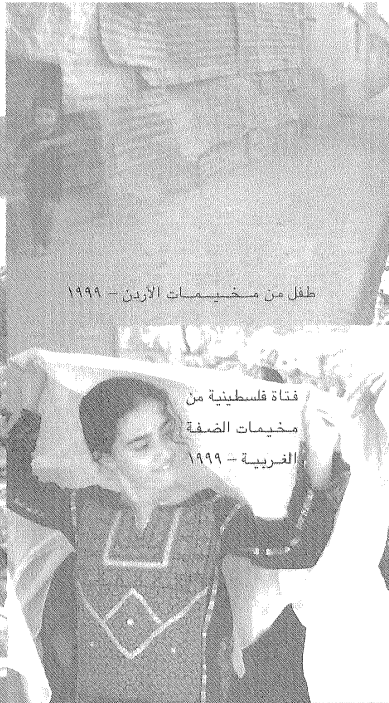 طفل من مخيمات الأردن – ١٩٩٩
فتاة فلسطينية من
مخيمات الضفة
الغربية – ١٩٩٩